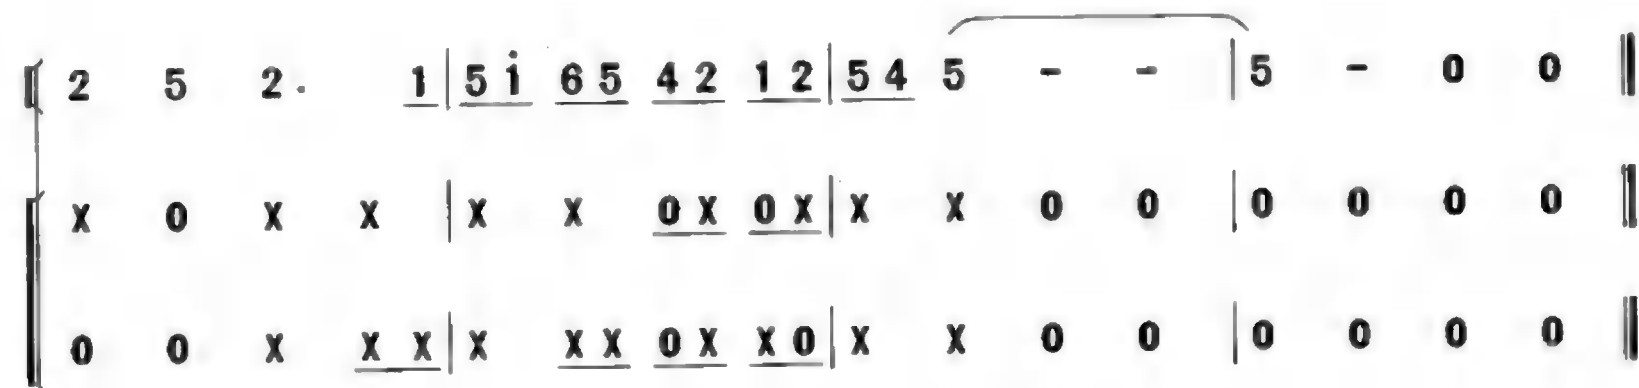 2 5 2. 1 | 5 i 6 5 4 2 1 2 | 5 4 5 - - | 5 - 0 0 ‖
X 0 X X | X X 0 X 0 X | X X 0 0 | 0 0 0 0 ‖
0 0 X X X | X X X 0 X X 0 | X X 0 0 | 0 0 0 0 ‖